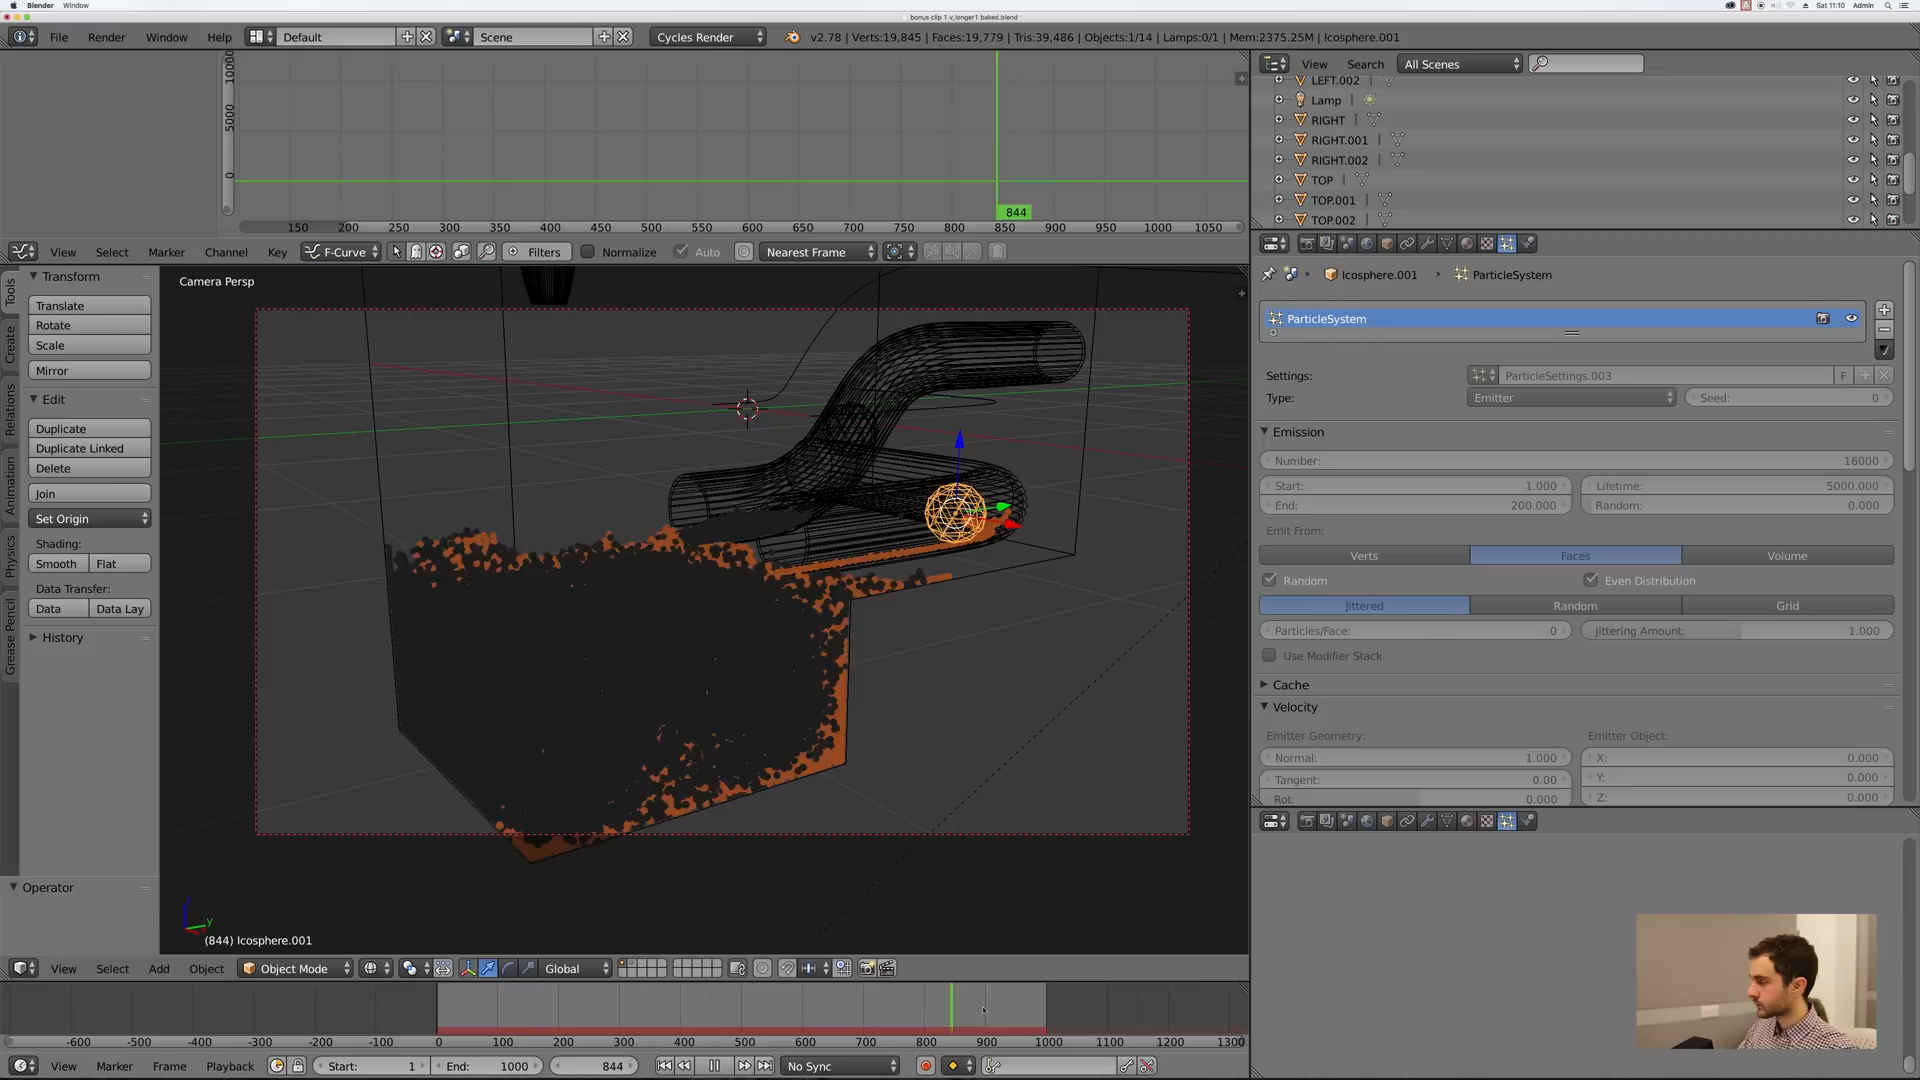 Blender Window Sat 11:10 Admin
bonus clip 1 v_longer1 baked.blend
File Render Window Help Default Scene Cycles Render v2.78 | Verts:19,845 | Faces:19,779 | Tris:39,486 | Objects:1/14 | Lamps:0/1 | Mem:2375.25M | Icosphere.001
View Search All Scenes
LEFT.002
Lamp
RIGHT
RIGHT.001
RIGHT.002
TOP
TOP.001
TOP.002
5000
0
844
150 200 250 300 350 400 450 500 550 600 650 700 750 800 850 900 950 1000 1050
View Select Marker Channel Key F-Curve Filters Normalize Auto Nearest Frame
Tools
Create
Relations
Animation
Physics
Grease Pencil
Transform
Translate
Rotate
Scale
Mirror
Edit
Duplicate
Duplicate Linked
Delete
Join
Set Origin
Shading:
Smooth Flat
Data Transfer:
Data Data Lay
History
Operator
Camera Persp
y
(844) Icosphere.001
Icosphere.001 ParticleSystem
ParticleSystem
Settings: ParticleSettings.003 F
Type: Emitter Seed: 0
Emission
Number: 16000
Start: 1.000 Lifetime: 5000.000
End: 200.000 Random: 0.000
Emit From:
Verts Faces Volume
Random Even Distribution
Jittered Random Grid
Particles/Face: 0 Jittering Amount: 1.000
Use Modifier Stack
Cache
Velocity
Emitter Geometry: Emitter Object:
Normal: 1.000 X: 0.000
Tangent: 0.00 Y: 0.000
Rot: 0.000 Z: 0.000
View Select Add Object Object Mode Global
-600 -500 -400 -300 -200 -100 0 100 200 300 400 500 600 700 800 900 1000 1100 1200 1300
View Marker Frame Playback Start: 1 End: 1000 844 No Sync